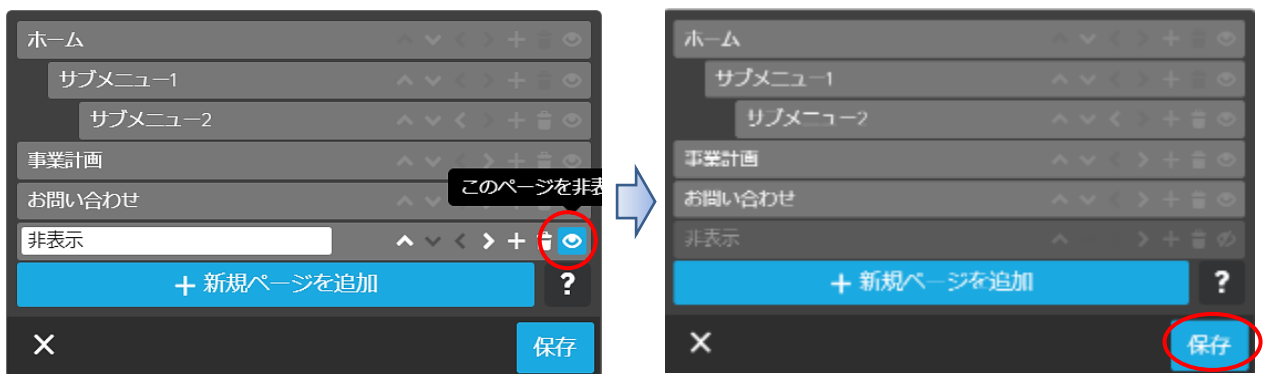 ホーム
サブメニュー1
サブメニュー2
事業計画
このページを非表
お問い合わせ
非表示
+ 新規ページを追加
?
保存
ホーム
サブメニュー1
サブメニュー2
事業計画
お問い合わせ
非表示
+ 新規ページを追加
?
保存